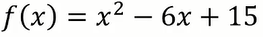 f(x) = x² − 6x + 15